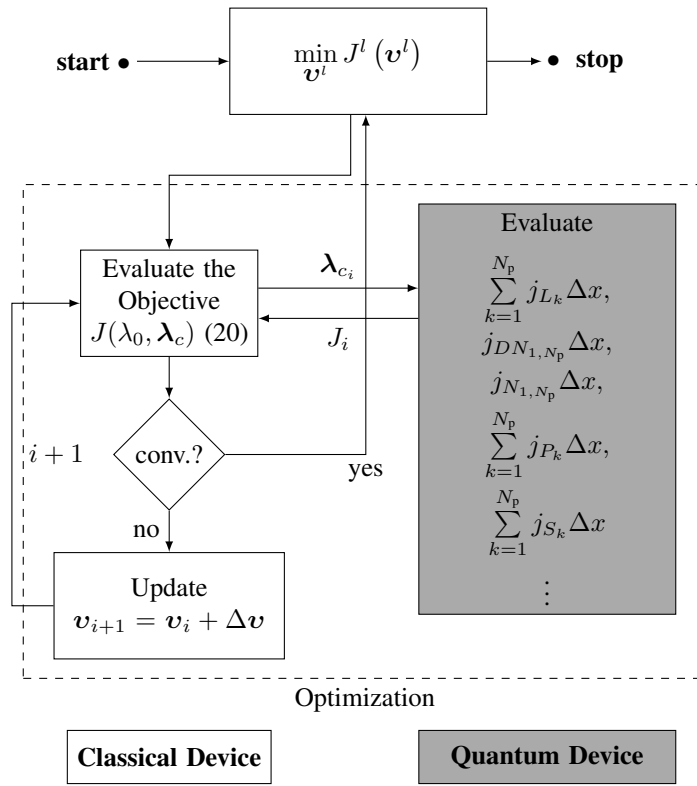 start • min_{𝒗^l} J^l (𝒗^l) • stop
Evaluate the
Objective
J(λ_0, 𝝀_c) (20)
𝝀_{c_i}
J_i
conv.?
yes
no
i + 1
Update
𝒗_{i+1} = 𝒗_i + Δ𝒗
Evaluate
∑_{k=1}^{N_p} j_{L_k} Δx,
j_{DN_{1,N_p}} Δx,
j_{N_{1,N_p}} Δx,
∑_{k=1}^{N_p} j_{P_k} Δx,
∑_{k=1}^{N_p} j_{S_k} Δx
⋮
Optimization
Classical Device
Quantum Device